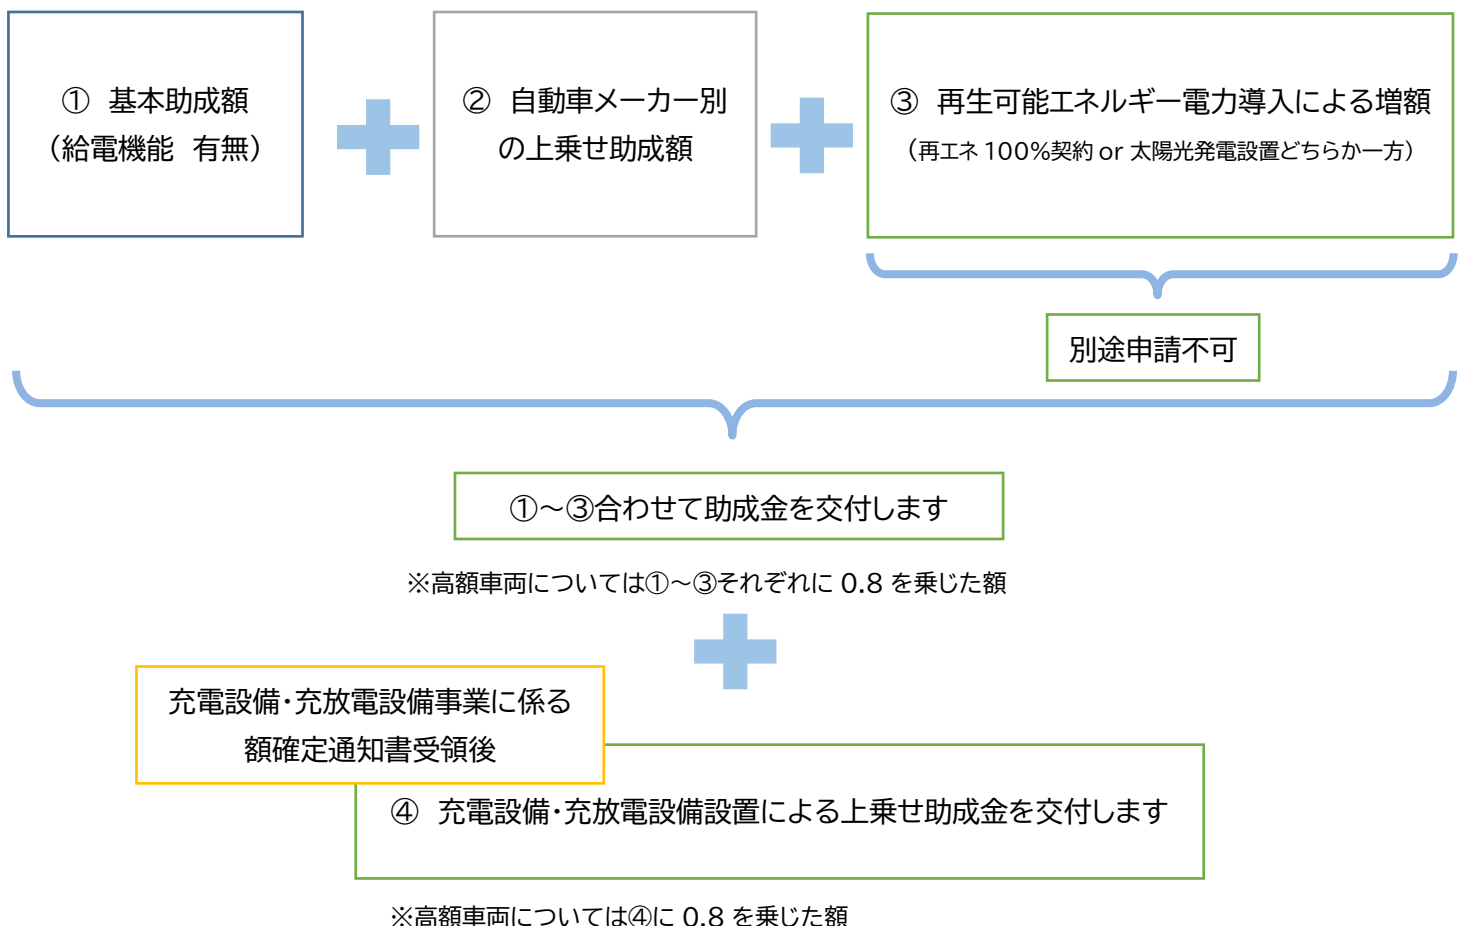 ① 基本助成額
（給電機能 有無）
② 自動車メーカー別
の上乗せ助成額
③ 再生可能エネルギー電力導入による増額
（再エネ100%契約 or 太陽光発電設置どちらか一方）
別途申請不可
①～③合わせて助成金を交付します
※高額車両については①～③それぞれに 0.8 を乗じた額
充電設備・充放電設備事業に係る
額確定通知書受領後
④ 充電設備・充放電設備設置による上乗せ助成金を交付します
※高額車両については④に 0.8 を乗じた額